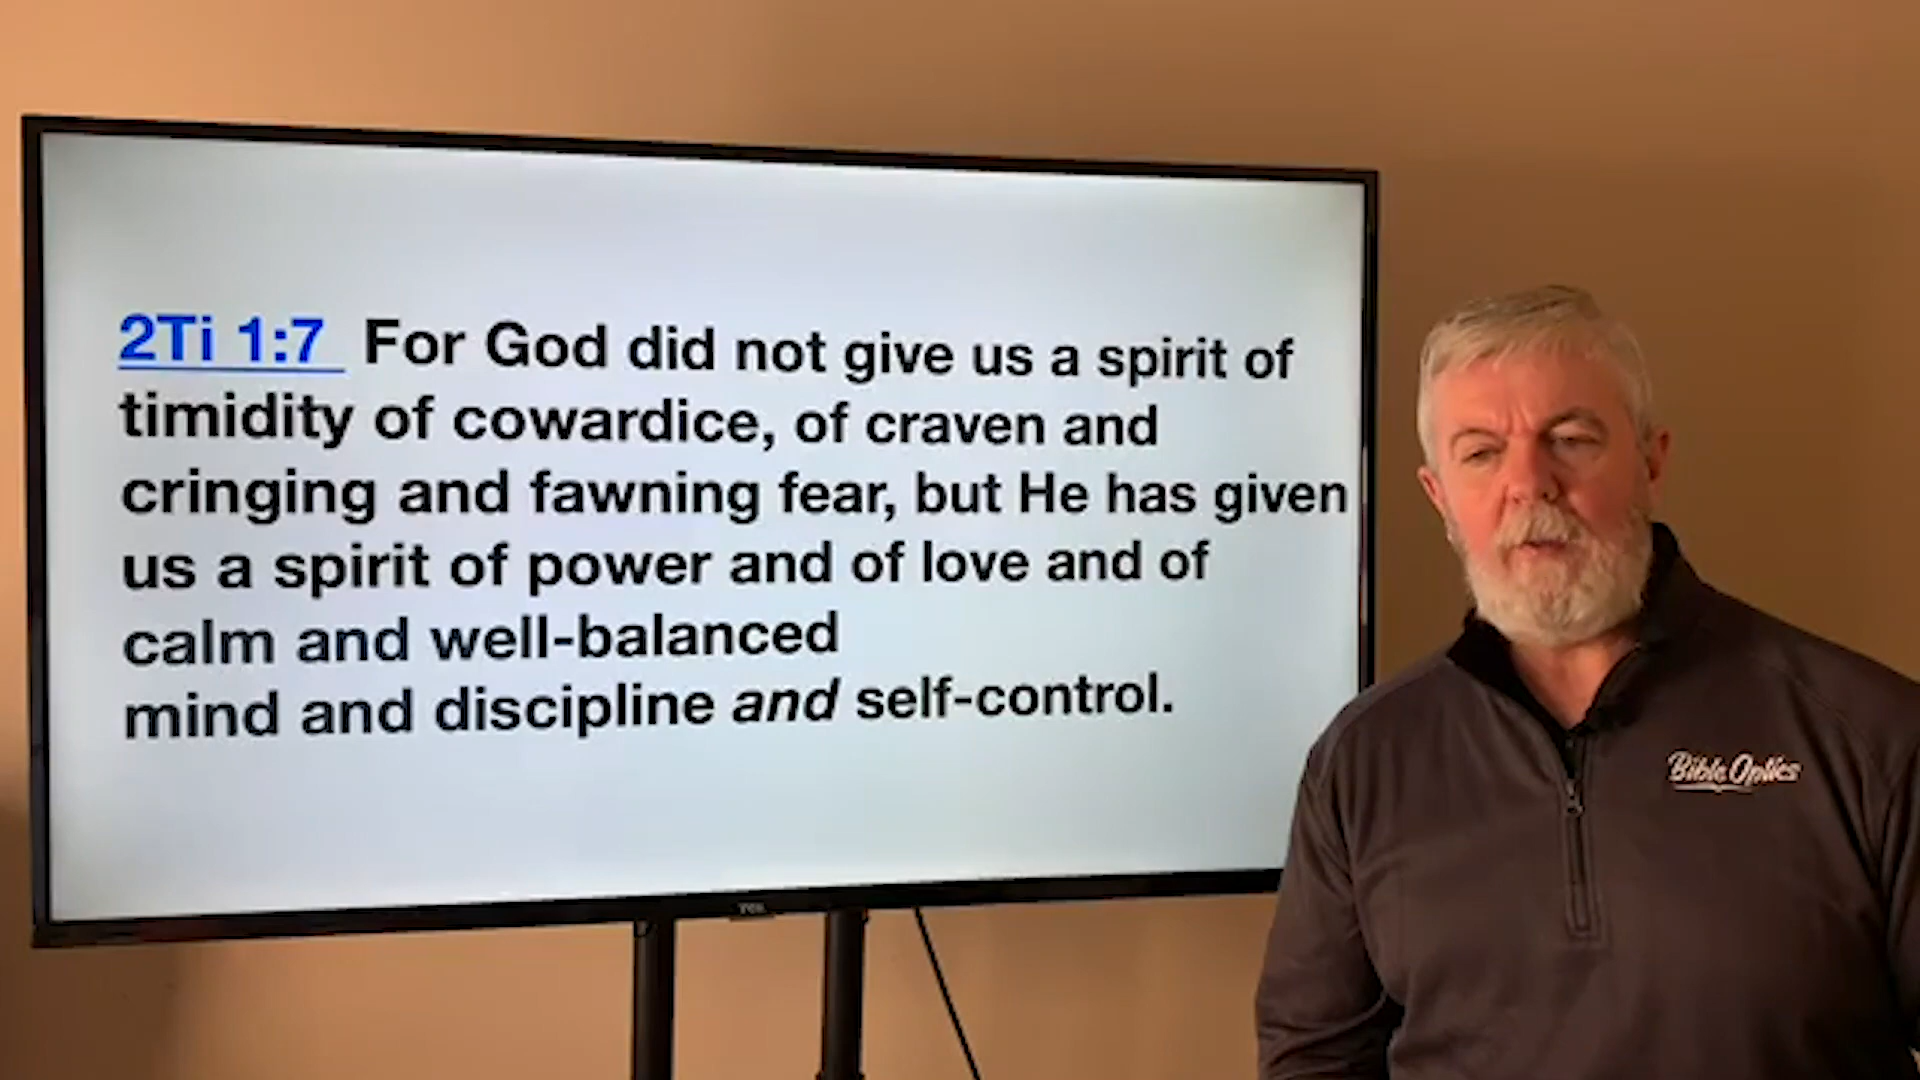 2Ti 1:7 For God did not give us a spirit of
timidity of cowardice, of craven and
cringing and fawning fear, but He has given
us a spirit of power and of love and of
calm and well-balanced
mind and discipline and self-control.
Bible Optics
TCL